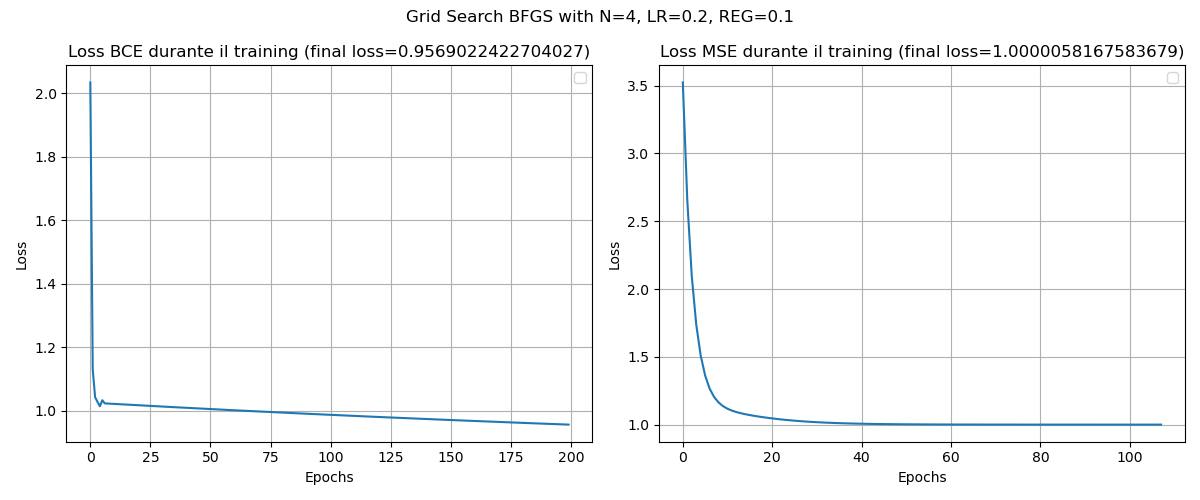 Grid Search BFGS with N=4, LR=0.2, REG=0.1
Loss BCE durante il training (final loss=0.9569022422704027)
2.0
1.8
1.6
1.4
1.2
1.0
Loss
0 25 50 75 100 125 150 175 200
Epochs
Loss MSE durante il training (final loss=1.0000058167583679)
3.5
3.0
2.5
2.0
1.5
1.0
Loss
0 20 40 60 80 100
Epochs